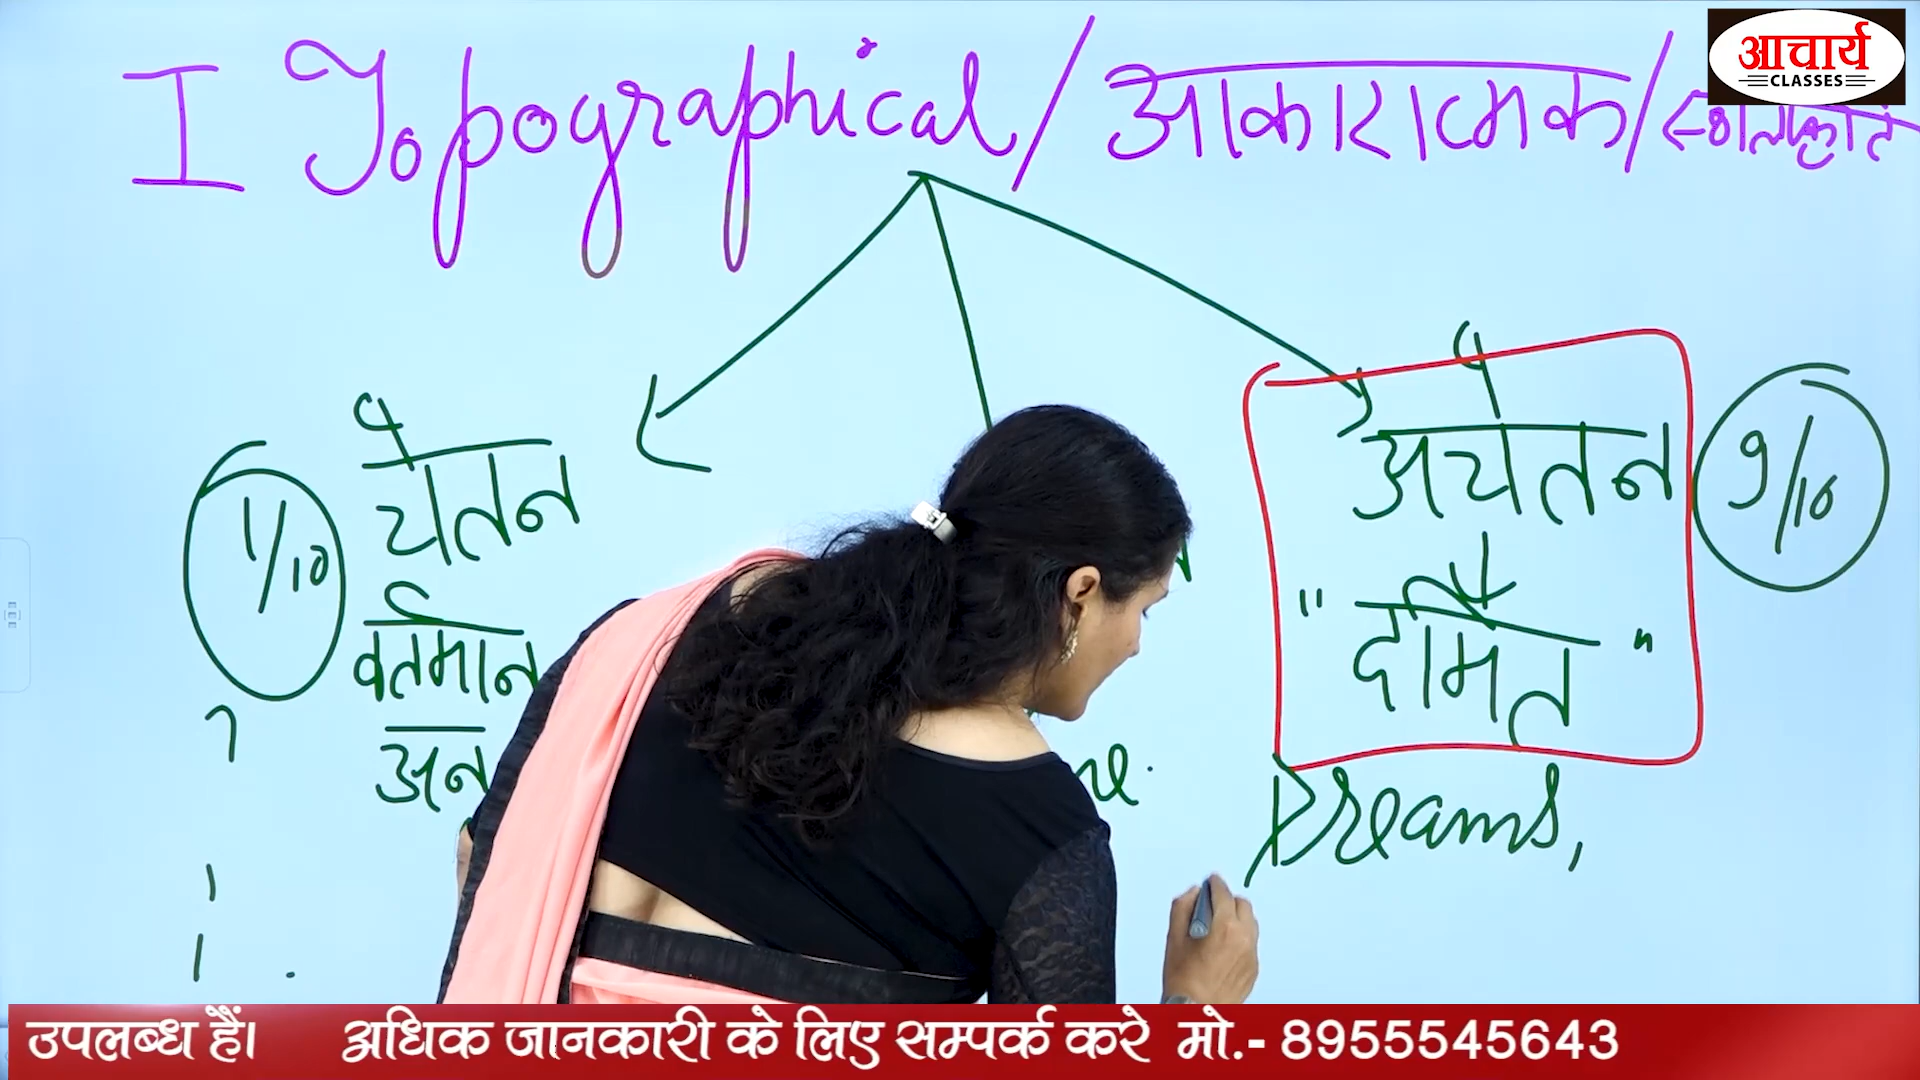 आचार्य
CLASSES
I Topographical / आकारात्मक /
चेतन
अचेतन
1/10
9/10
वर्तमान
" दमित "
Dreams,
उपलब्ध हैं। अधिक जानकारी के लिए सम्पर्क करे मो.- 8955545643